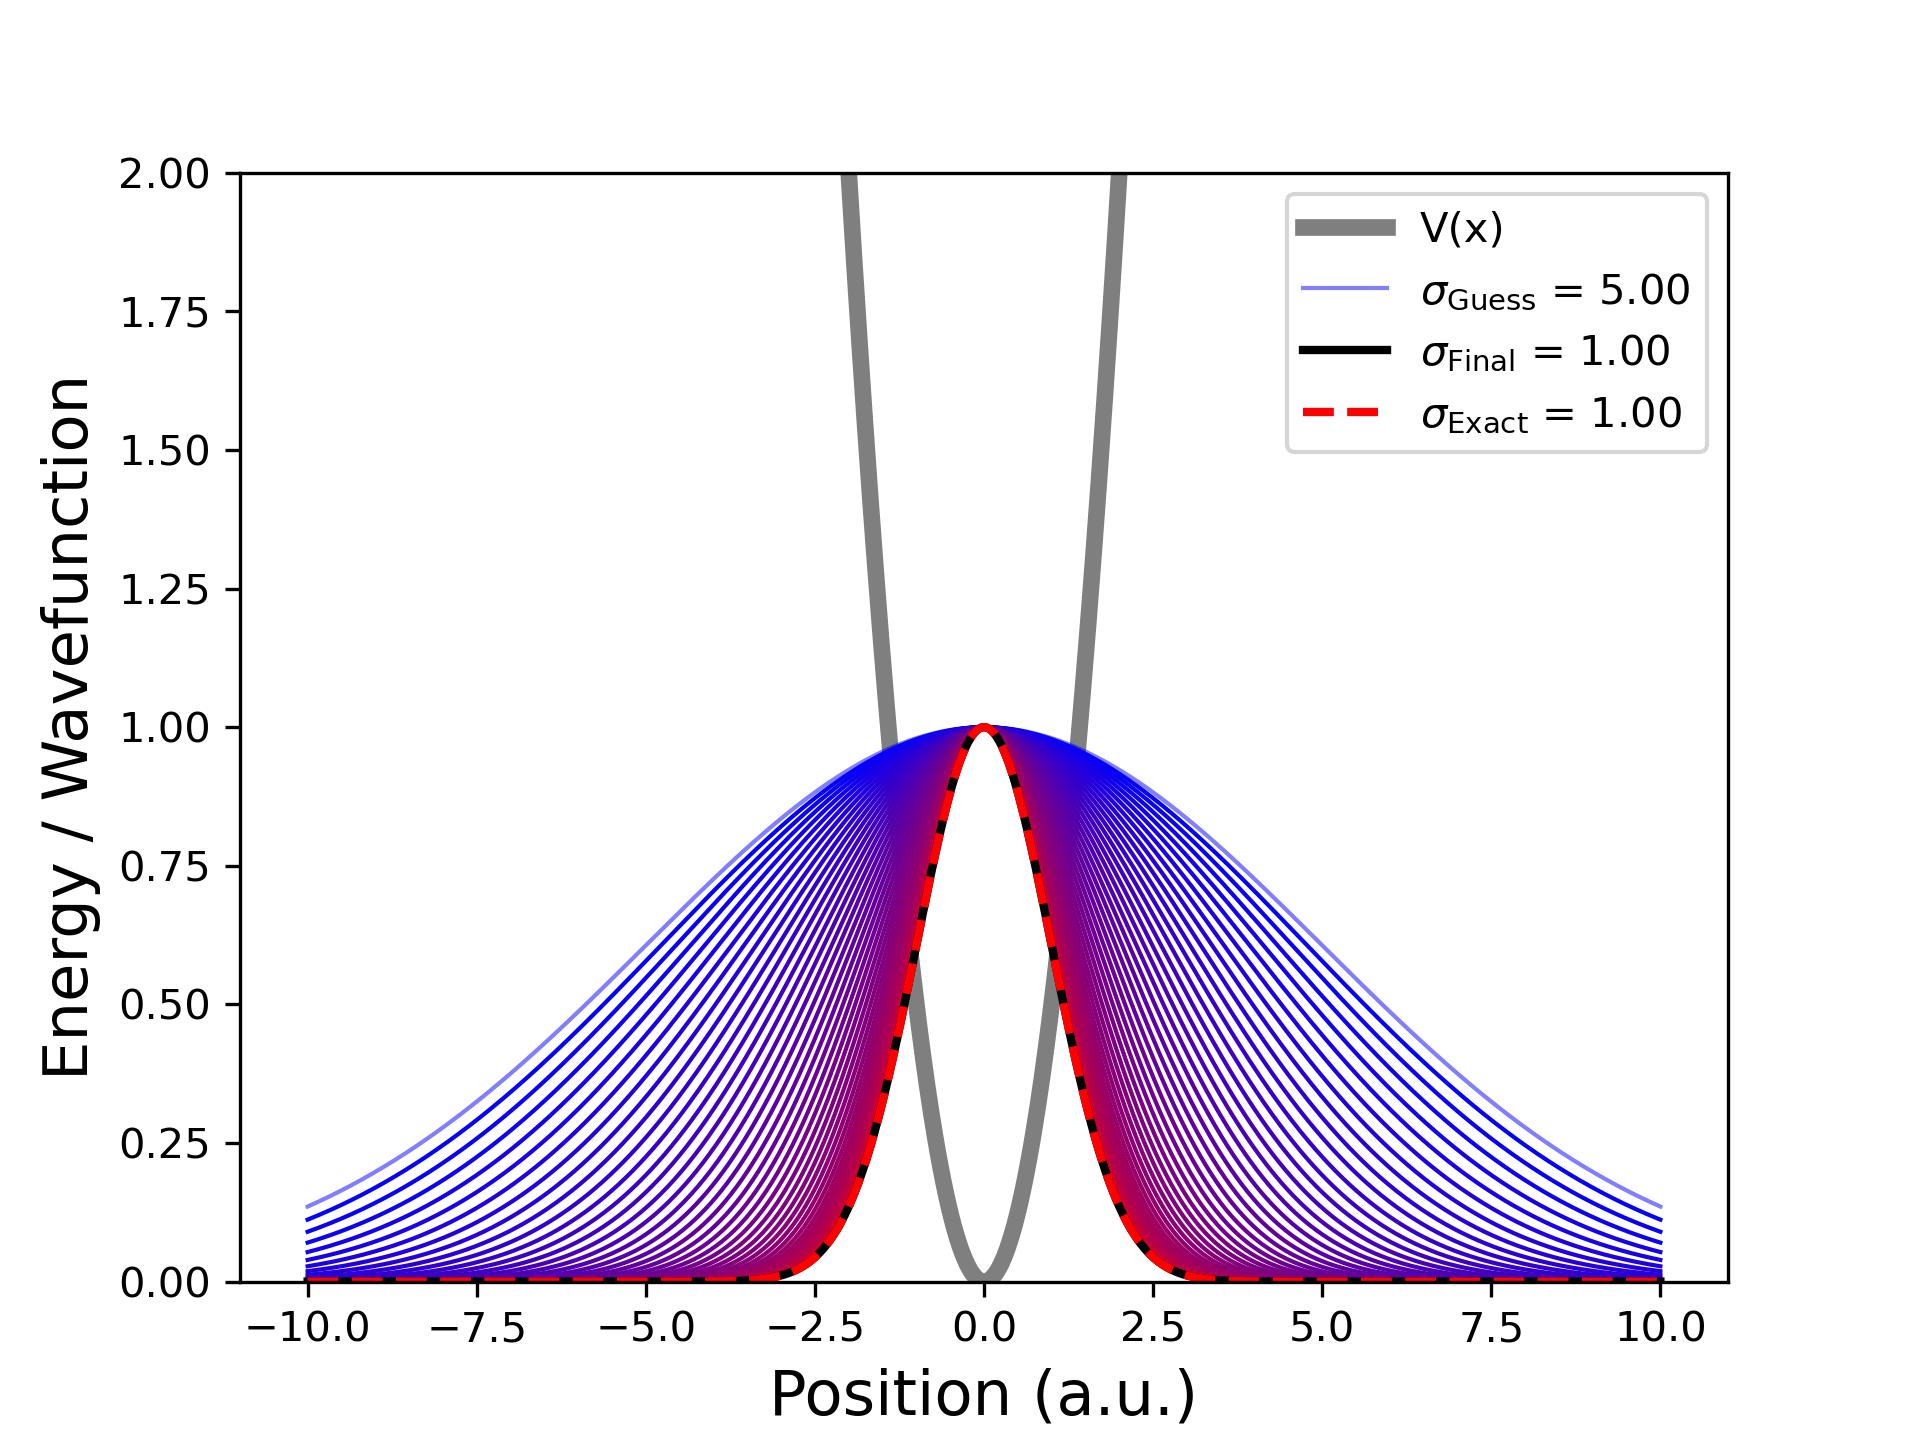 2.00
1.75
1.50
1.25
1.00
0.75
0.50
0.25
0.00
Energy / Wavefunction
V(x)
σGuess = 5.00
σFinal = 1.00
σExact = 1.00
−10.0 −7.5 −5.0 −2.5 0.0 2.5 5.0 7.5 10.0
Position (a.u.)